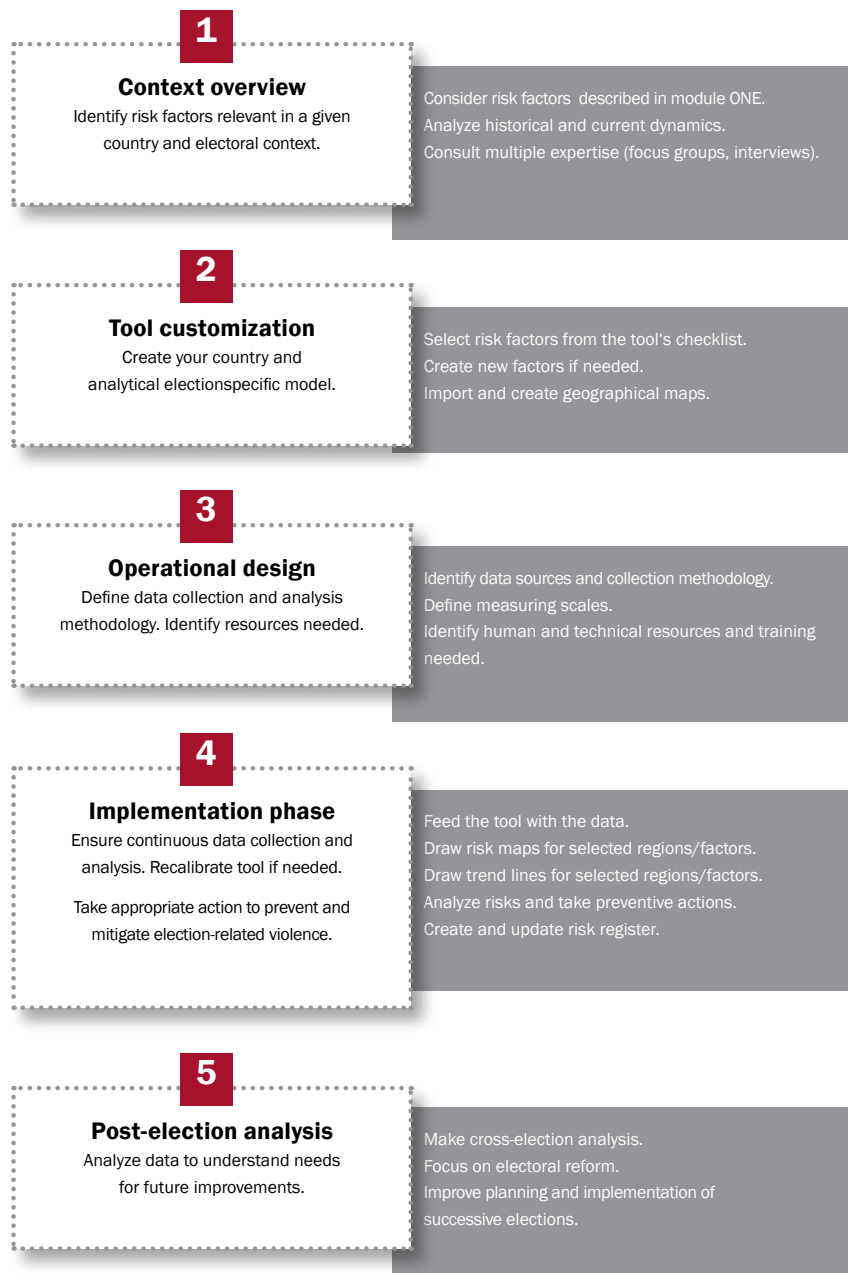 1
Context overview
Identify risk factors relevant in a given
country and electoral context.
Consider risk factors described in module ONE.
Analyze historical and current dynamics.
Consult multiple expertise (focus groups, interviews).
2
Tool customization
Create your country and
analytical electionspecific model.
Select risk factors from the tool‘s checklist.
Create new factors if needed.
Import and create geographical maps.
3
Operational design
Define data collection and analysis
methodology. Identify resources needed.
Identify data sources and collection methodology.
Define measuring scales.
Identify human and technical resources and training
needed.
4
Implementation phase
Ensure continuous data collection and
analysis. Recalibrate tool if needed.
Take appropriate action to prevent and
mitigate election-related violence.
Feed the tool with the data.
Draw risk maps for selected regions/factors.
Draw trend lines for selected regions/factors.
Analyze risks and take preventive actions.
Create and update risk register.
5
Post-election analysis
Analyze data to understand needs
for future improvements.
Make cross-election analysis.
Focus on electoral reform.
Improve planning and implementation of
successive elections.